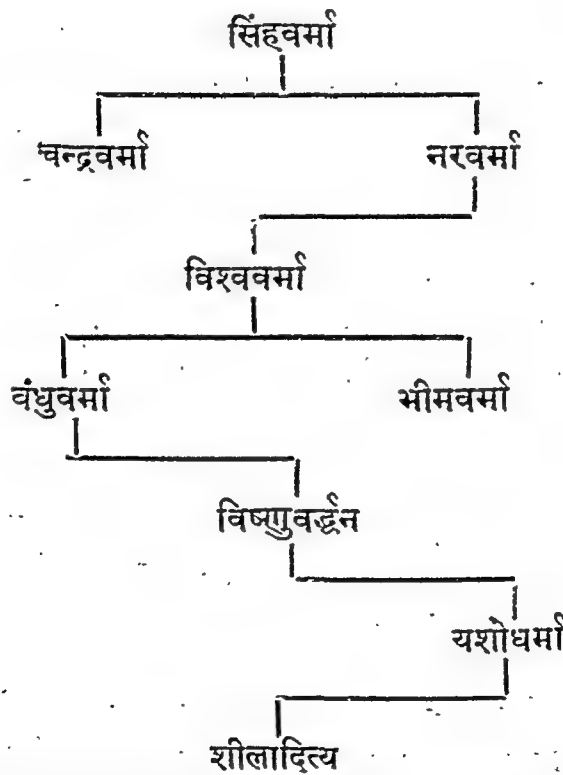 सिंहवर्मा
चन्द्रवर्मा नरवर्मा
विश्ववर्मा
वंधुवर्मा भीमवर्मा
विष्णुवर्द्धन
यशोधर्मा
शीलादित्य